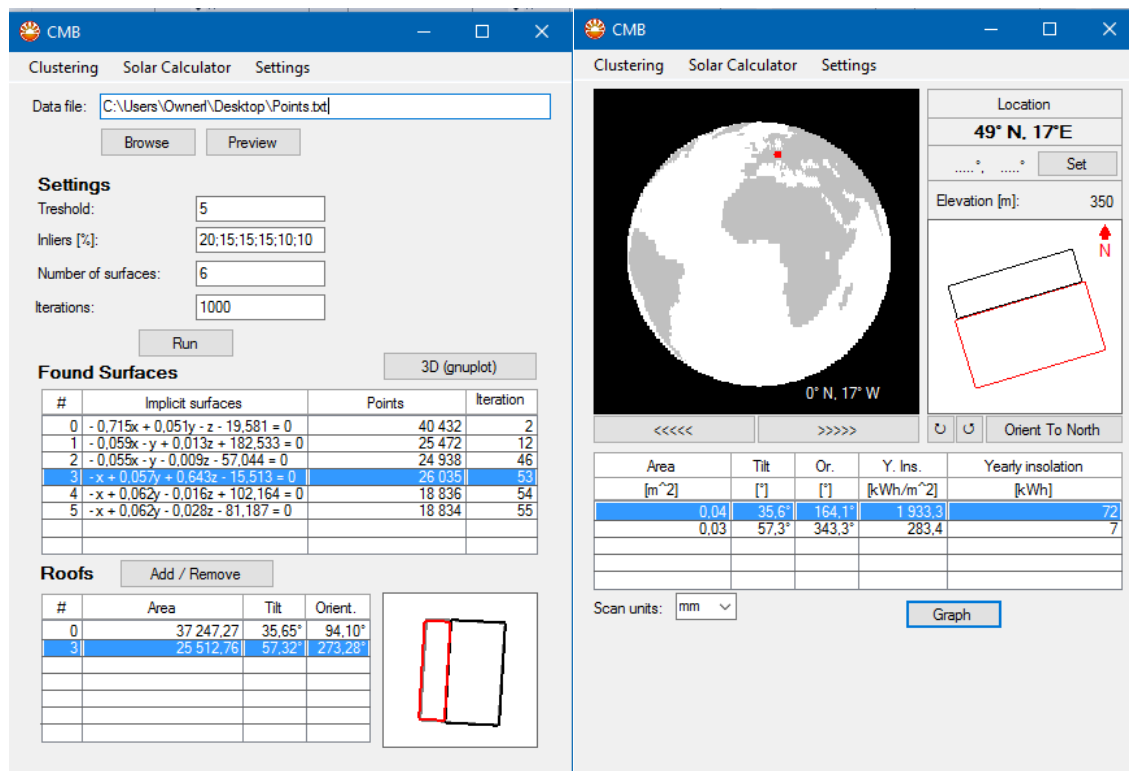 CMB
Clustering Solar Calculator Settings
Data file: C:\Users\Ownerl\Desktop\Points.txt
Browse Preview
Settings
Treshold: 5
Inliers [%]: 20;15;15;15;10;10
Number of surfaces: 6
Iterations: 1000
Run
Found Surfaces 3D (gnuplot)
# Implicit surfaces Points Iteration
0 - 0,715x + 0,051y - z - 19,581 = 0 40 432 2
1 - 0,059x - y + 0,013z + 182,533 = 0 25 472 12
2 - 0,055x - y - 0,009z - 57,044 = 0 24 938 46
3 - x + 0,057y + 0,643z - 15,513 = 0 26 035 53
4 - x + 0,062y - 0,016z + 102,164 = 0 18 836 54
5 - x + 0,062y - 0,028z - 81,187 = 0 18 834 55
Roofs Add / Remove
# Area Tilt Orient.
0 37 247,27 35,65° 94,10°
3 25 512,76 57,32° 273,28°
CMB
Clustering Solar Calculator Settings
Location
49° N, 17°E
.....°, .....° Set
Elevation [m]: 350
N
0° N, 17° W
<<<<< >>>>> ↻ ↺ Orient To North
Area Tilt Or. Y. Ins. Yearly insolation
[m^2] [°] [°] [kWh/m^2] [kWh]
0,04 35,6° 164,1° 1 933,3 72
0,03 57,3° 343,3° 283,4 7
Scan units: mm
Graph